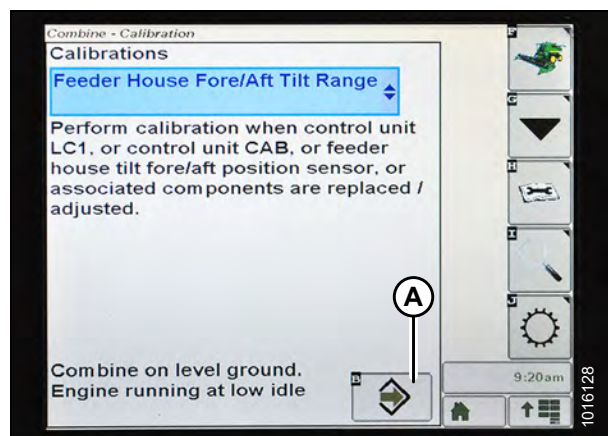 Combine - Calibration
Calibrations
Feeder House Fore/Aft Tilt Range
Perform calibration when control unit
LC1, or control unit CAB, or feeder
house tilt fore/aft position sensor, or
associated components are replaced /
adjusted.
Combine on level ground.
Engine running at low idle
A
B
F
G
H
I
J
9:20am
1016128